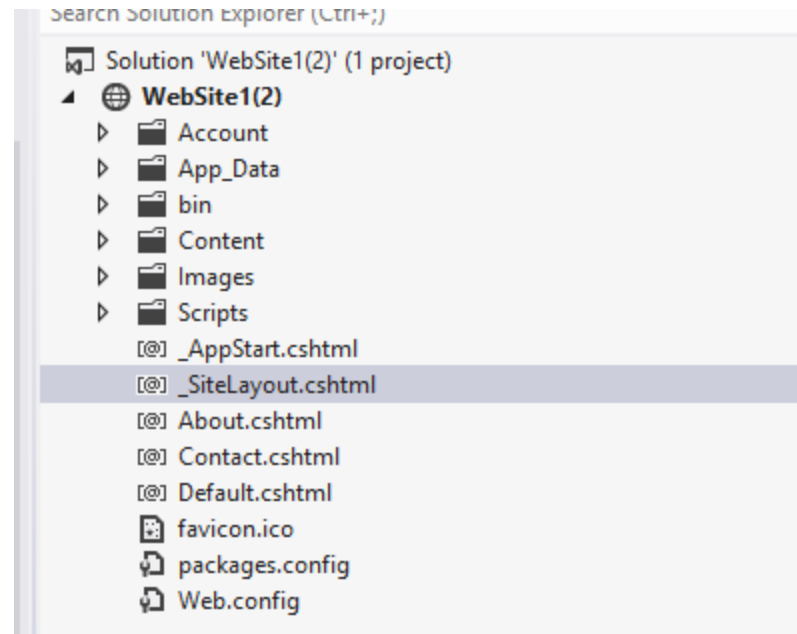 Search Solution Explorer (Ctrl+;)
Solution 'WebSite1(2)' (1 project)
WebSite1(2)
Account
App_Data
bin
Content
Images
Scripts
[@] _AppStart.cshtml
[@] _SiteLayout.cshtml
[@] About.cshtml
[@] Contact.cshtml
[@] Default.cshtml
favicon.ico
packages.config
Web.config